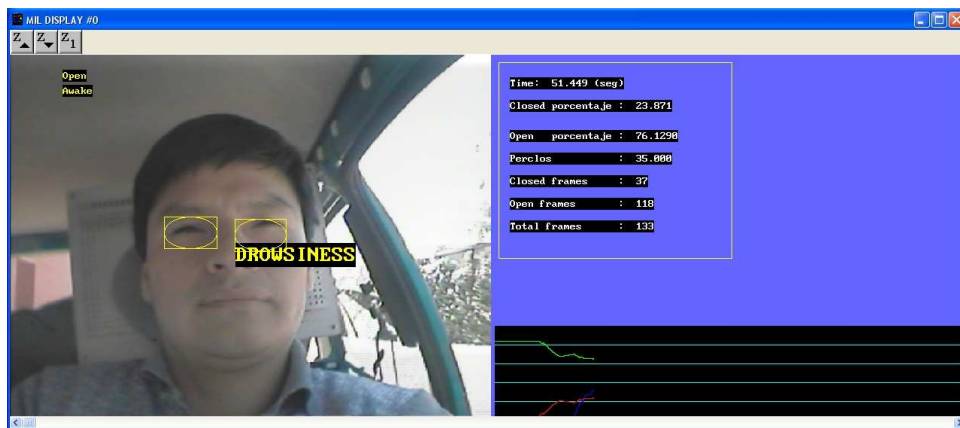 MIL DISPLAY #0
Z Z Z1
Open
Awake
DROWSINESS
Time: 51.449 (seg)
Closed porcentaje : 23.871
Open porcentaje : 76.1290
Perclos : 35.000
Closed frames : 37
Open frames : 118
Total frames : 133